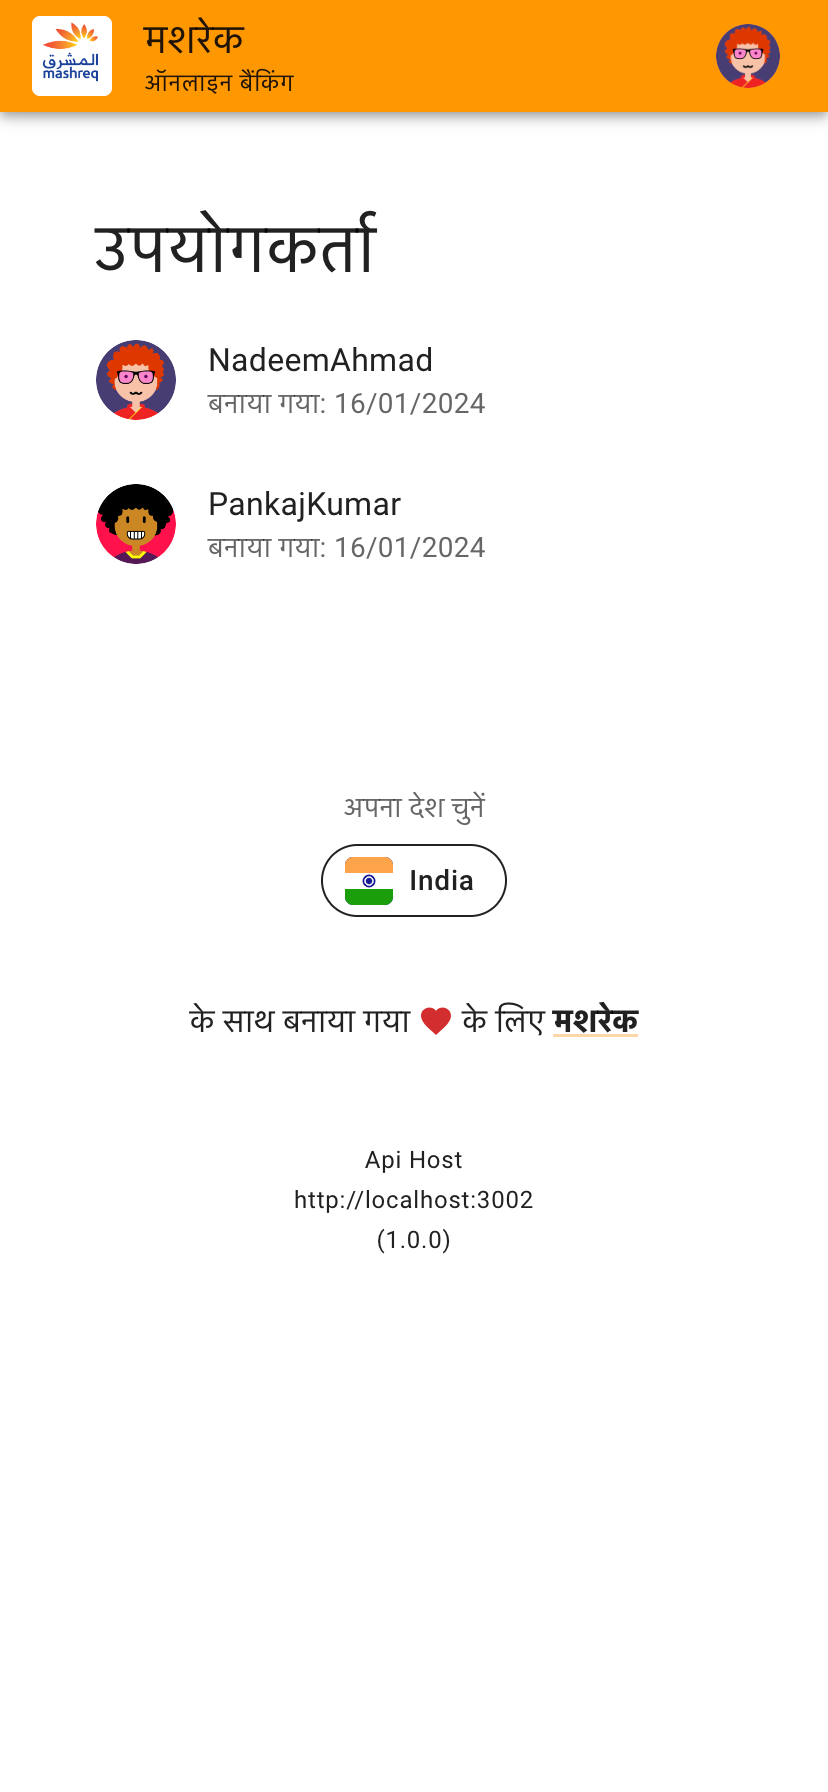 المشرق
mashreq
मशरेक
ऑनलाइन बैंकिंग
उपयोगकर्ता
NadeemAhmad
बनाया गया: 16/01/2024
PankajKumar
बनाया गया: 16/01/2024
अपना देश चुनें
India
के साथ बनाया गया ❤ के लिए मशरेक
Api Host
http://localhost:3002
(1.0.0)